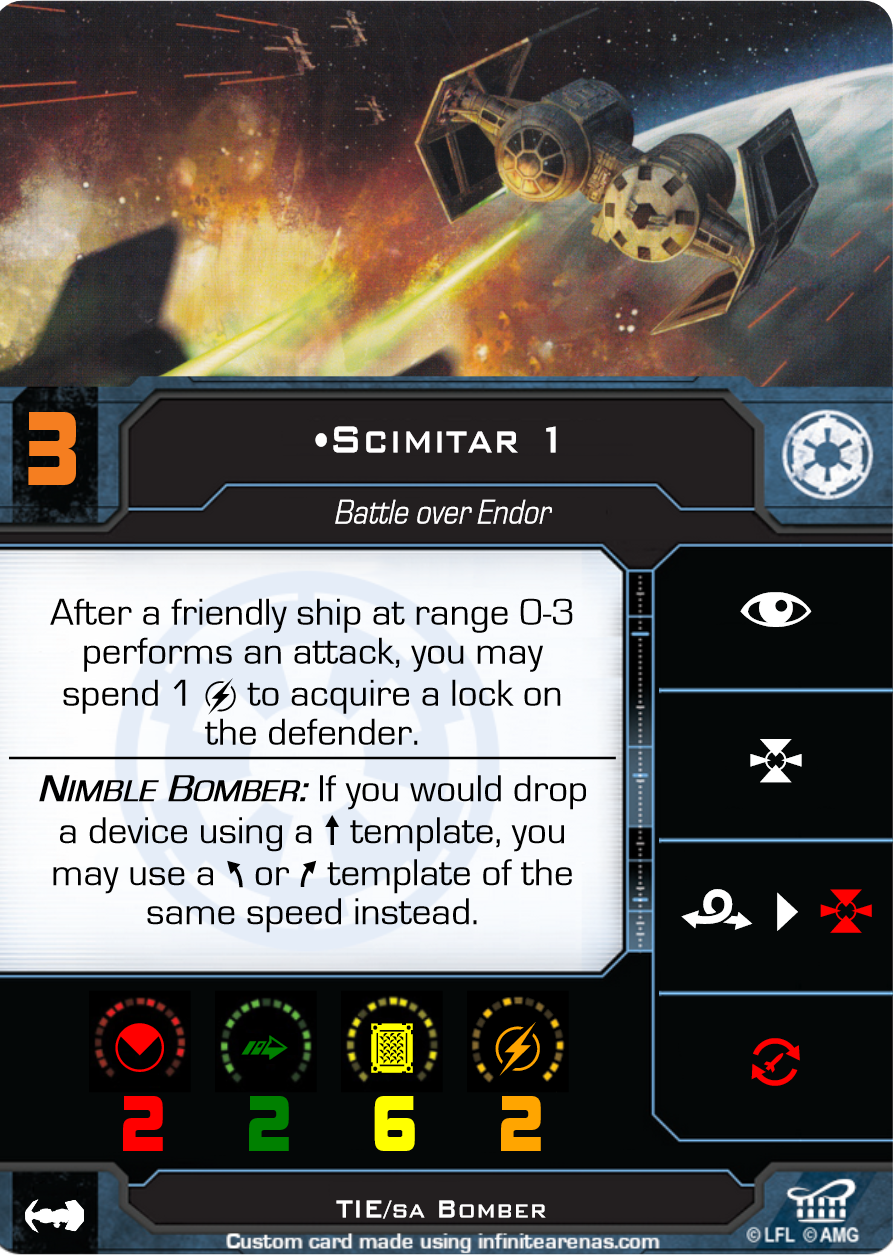 3
•Scimitar 1
Battle over Endor
After a friendly ship at range 0-3
performs an attack, you may
spend 1 to acquire a lock on
the defender.
Nimble Bomber: If you would drop
a device using a template, you
may use a or template of the
same speed instead.
2 2 6 2
TIE/sa Bomber
© LFL © AMG
Custom card made using infinitearenas.com